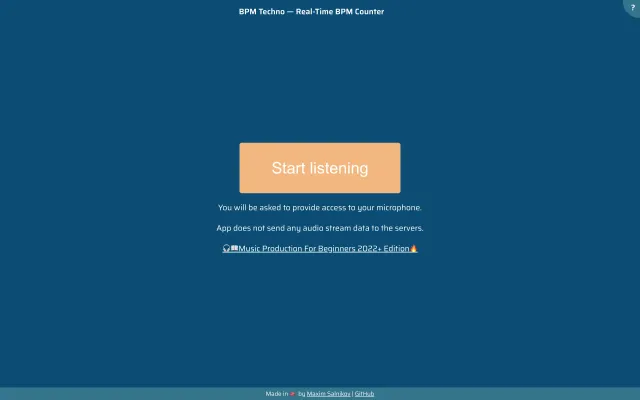 BPM Techno — Real-Time BPM Counter
?
Start listening
You will be asked to provide access to your microphone.
App does not send any audio stream data to the servers.
🎧📖Music Production For Beginners 2022+ Edition🔥
Made in by Maxim Salnikov | GitHub